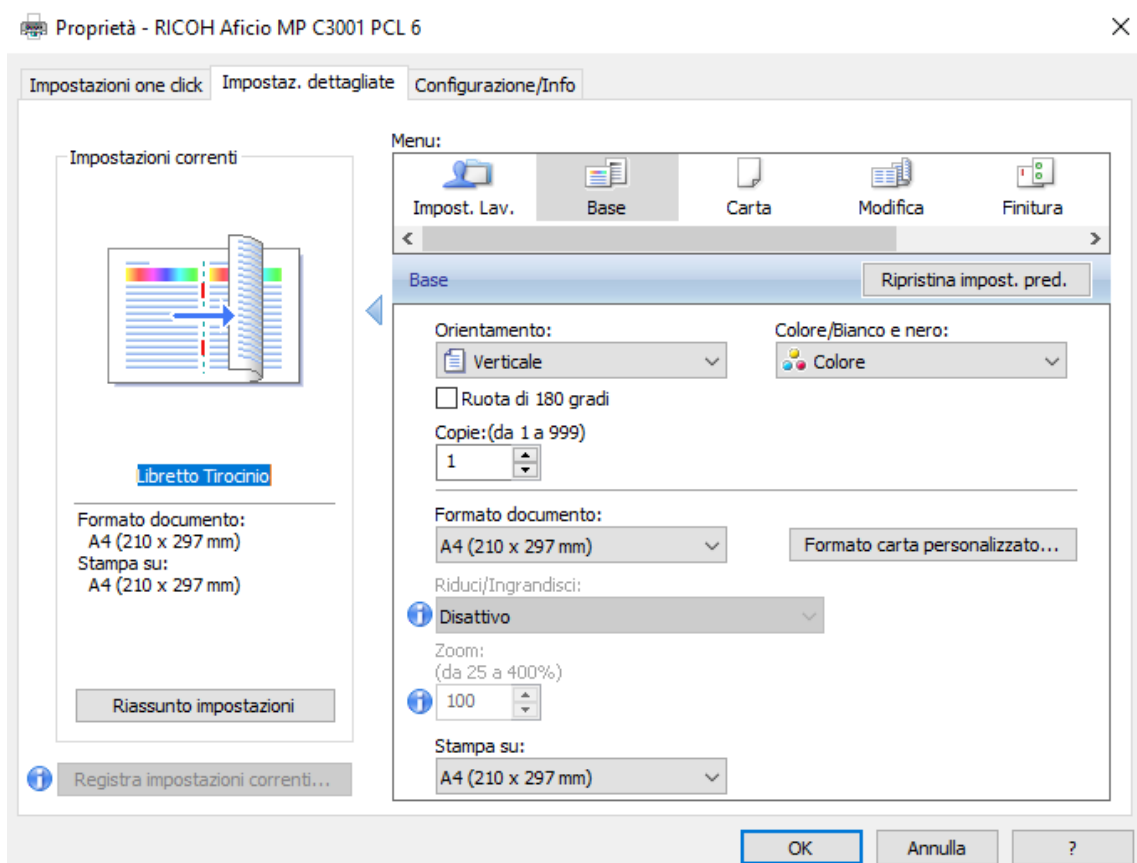 Proprietà - RICOH Aficio MP C3001 PCL 6
Impostazioni one click
Impostaz. dettagliate
Configurazione/Info
Impostazioni correnti
Libretto Tirocinio
Formato documento:
A4 (210 x 297 mm)
Stampa su:
A4 (210 x 297 mm)
Riassunto impostazioni
Registra impostazioni correnti...
Menu:
Impost. Lav.
Base
Carta
Modifica
Finitura
Base
Ripristina impost. pred.
Orientamento:
Verticale
Ruota di 180 gradi
Copie:(da 1 a 999)
1
Colore/Bianco e nero:
Colore
Formato documento:
A4 (210 x 297 mm)
Formato carta personalizzato...
Riduci/Ingrandisci:
Disattivo
Zoom:
(da 25 a 400%)
100
Stampa su:
A4 (210 x 297 mm)
OK
Annulla
?